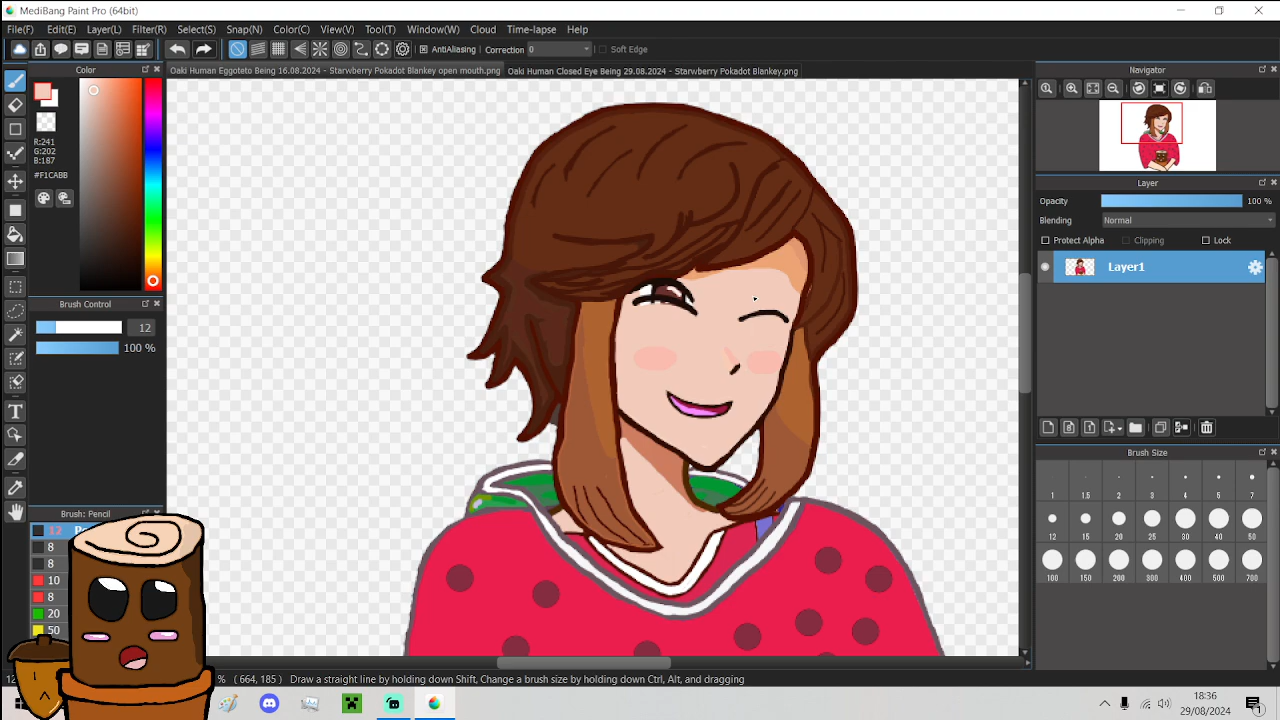 MediBang Paint Pro (64bit)
File(F) Edit(E) Layer(L) Filter(R) Select(S) Snap(N) Color(C) View(V) Tool(T) Window(W) Cloud Time-lapse Help
AntiAliasing Correction 0 Soft Edge
Color
Oaki Human Eggoteto Being 16.08.2024 - Starwberry Pokadot Blankey open mouth.png
Oaki Human Closed Eye Being 29.08.2024 - Starwberry Pokadot Blankey.png
Navigator
R:241
G:202
B:187
#F1CABB
Layer
Opacity 100 %
Blending Normal
Protect Alpha Clipping Lock
Layer1
Brush Control
12
100 %
Brush Size
1 1.5 2 3 4 5 7
12 15 20 25 30 40 50
100 150 200 300 400 500 700
Brush: Pencil
12
8
8
10
8
20
50
% ( 664, 185 ) Draw a straight line by holding down Shift, Change a brush size by holding down Ctrl, Alt, and dragging
18:36
29/08/2024
1